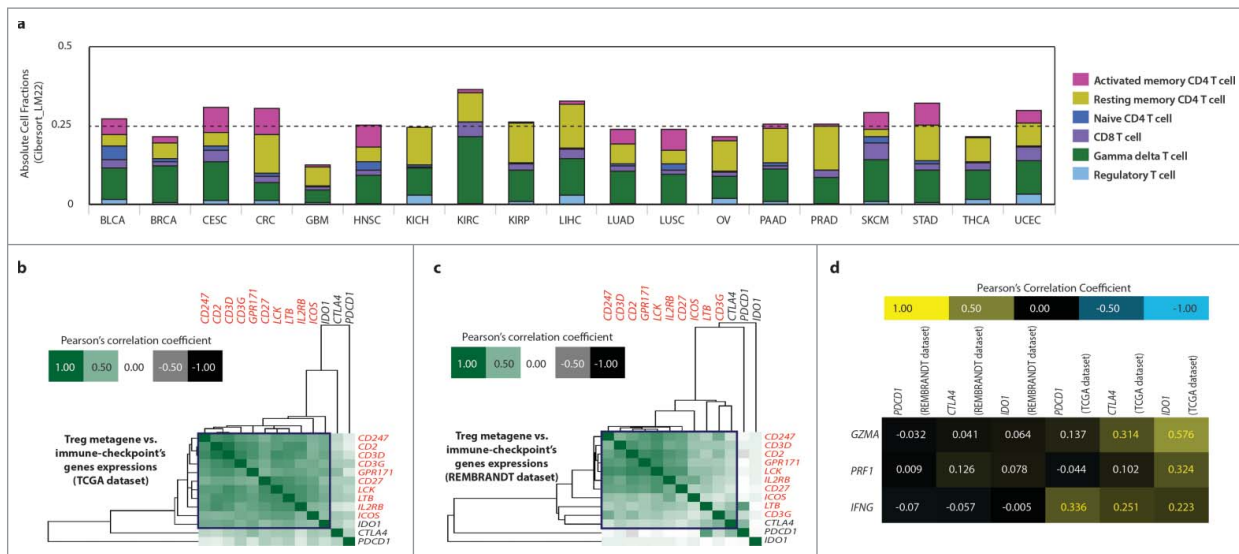 a
Absolute Cell Fractions
(Cibersort_LM22)
0.5
0.25
0
BLCA BRCA CESC CRC GBM HNSC KICH KIRC KIRP LIHC LUAD LUSC OV PAAD PRAD SKCM STAD THCA UCEC
Activated memory CD4 T cell
Resting memory CD4 T cell
Naive CD4 T cell
CD8 T cell
Gamma delta T cell
Regulatory T cell
b
CD247 CD2 CD3D CD3G GPR171 CD27 LCK LTB IL2RB ICOS IDO1 CTLA4 PDCD1
Pearson's correlation coefficient
1.00 0.50 0.00 -0.50 -1.00
Treg metagene vs.
immune-checkpoint's
genes expressions
(TCGA dataset)
CD247
CD2
CD3D
CD3G
GPR171
CD27
LCK
LTB
IL2RB
ICOS
IDO1
CTLA4
PDCD1
c
CD247 CD3D CD2 GPR171 LCK IL2RB CD27 ICOS LTB CD3G CTLA4 PDCD1 IDO1
Pearson's correlation coefficient
1.00 0.50 0.00 -0.50 -1.00
Treg metagene vs.
immune-checkpoint's
genes expressions
(REMBRANDT dataset)
CD247
CD3D
CD2
GPR171
LCK
IL2RB
CD27
ICOS
LTB
CD3G
CTLA4
PDCD1
IDO1
d
Pearson's Correlation Coefficient
1.00 0.50 0.00 -0.50 -1.00
PDCD1
(REMBRANDT dataset)
CTLA4
(REMBRANDT dataset)
IDO1
(REMBRANDT dataset)
PDCD1
(TCGA dataset)
CTLA4
(TCGA dataset)
IDO1
(TCGA dataset)
GZMA -0.032 0.041 0.064 0.137 0.314 0.576
PRF1 0.009 0.126 0.078 -0.044 0.102 0.324
IFNG -0.07 -0.057 -0.005 0.336 0.251 0.223